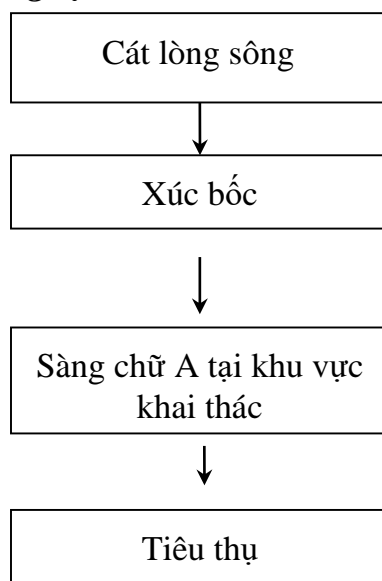 Cát lòng sông
Xúc bốc
Sàng chữ A tại khu vực
khai thác
Tiêu thụ